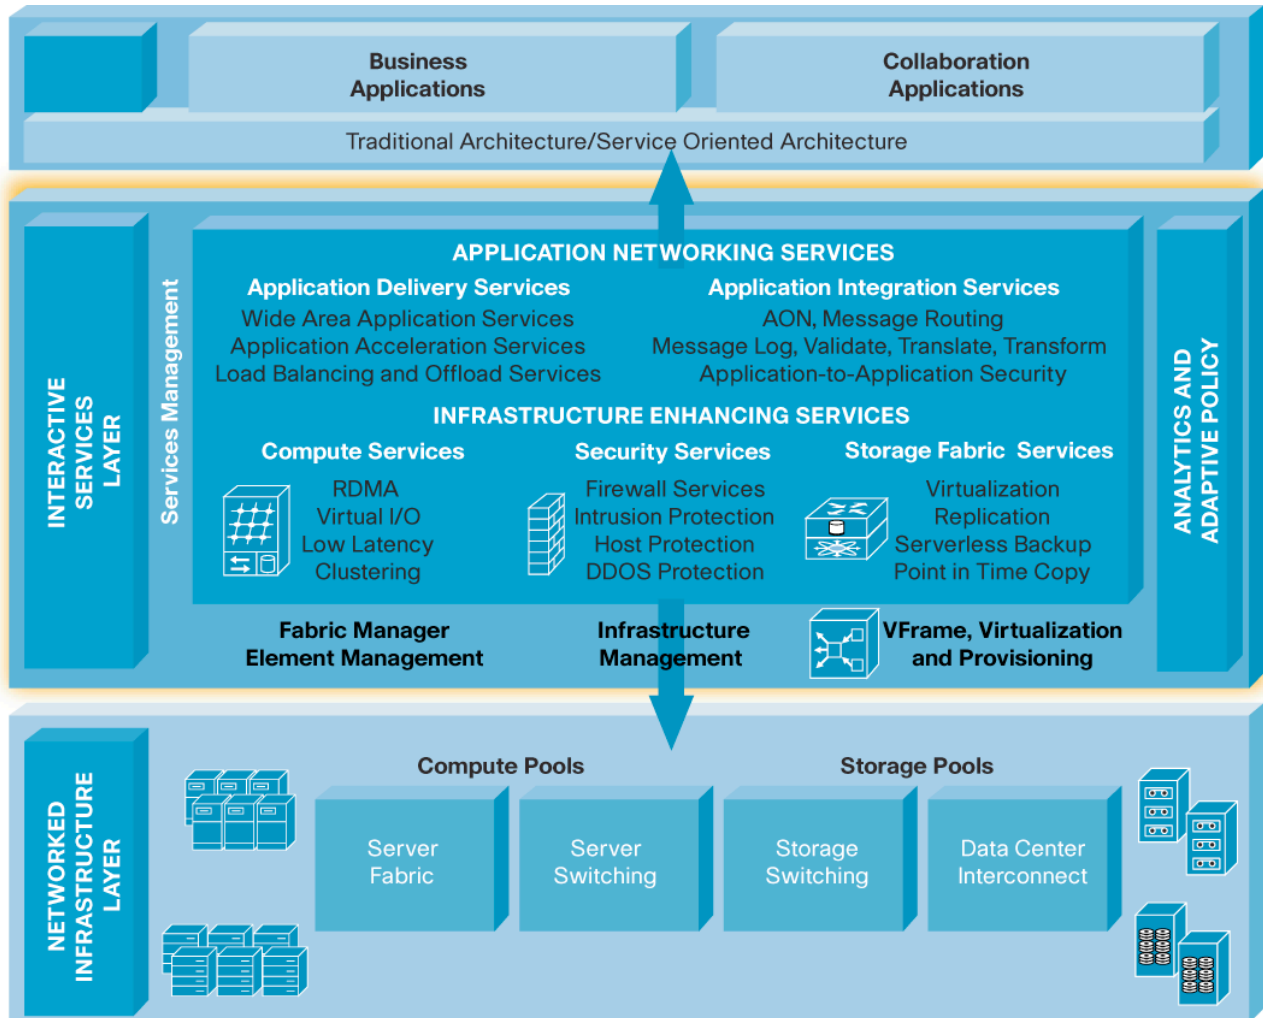 Business
Applications
Collaboration
Applications
Traditional Architecture/Service Oriented Architecture
INTERACTIVE
SERVICES
LAYER
Services Management
APPLICATION NETWORKING SERVICES
Application Delivery Services
Wide Area Application Services
Application Acceleration Services
Load Balancing and Offload Services
Application Integration Services
AON, Message Routing
Message Log, Validate, Translate, Transform
Application-to-Application Security
INFRASTRUCTURE ENHANCING SERVICES
Compute Services
RDMA
Virtual I/O
Low Latency
Clustering
Security Services
Firewall Services
Intrusion Protection
Host Protection
DDOS Protection
Storage Fabric Services
Virtualization
Replication
Serverless Backup
Point in Time Copy
Fabric Manager
Element Management
Infrastructure
Management
VFrame, Virtualization
and Provisioning
ANALYTICS AND
ADAPTIVE POLICY
NETWORKED
INFRASTRUCTURE
LAYER
Compute Pools
Storage Pools
Server
Fabric
Server
Switching
Storage
Switching
Data Center
Interconnect